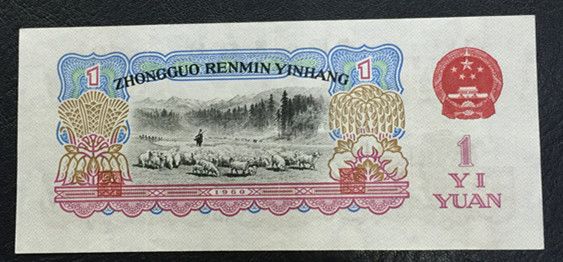 1
ZHONGGUO RENMIN YINHANG
1
1960
1
YI
YUAN